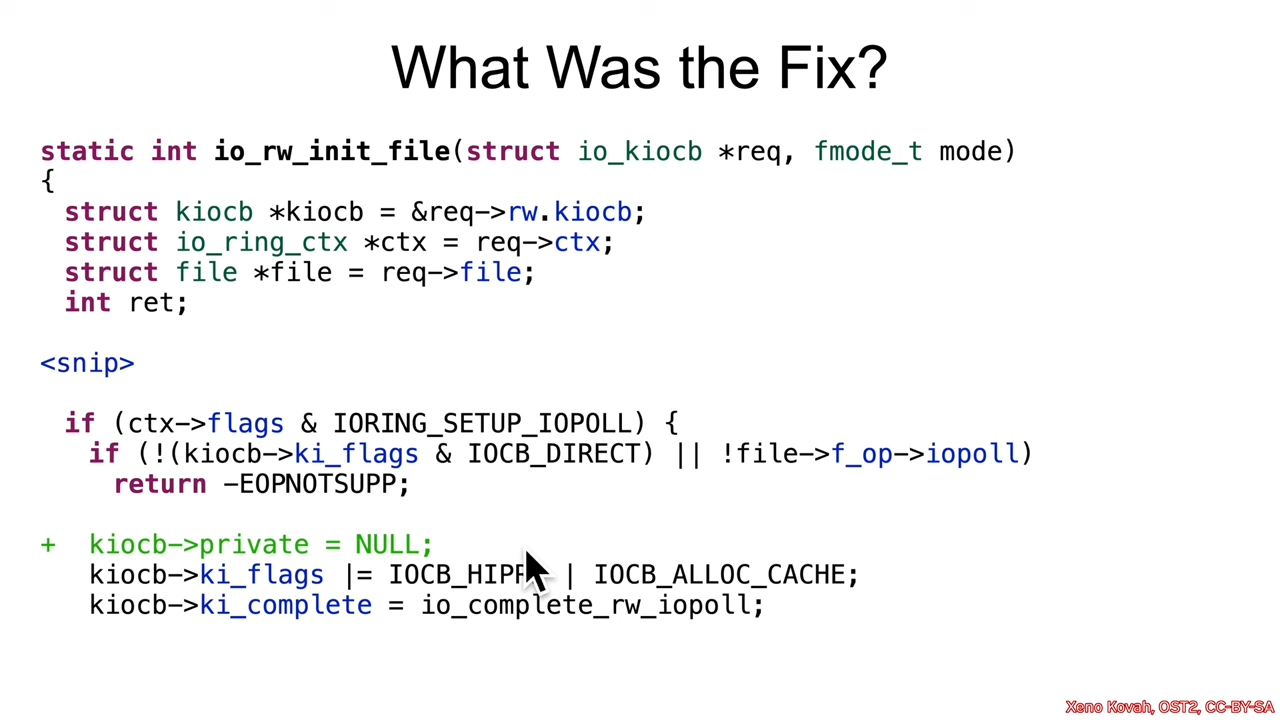 What Was the Fix?
static int io_rw_init_file(struct io_kiocb *req, fmode_t mode)
{
struct kiocb *kiocb = &req->rw.kiocb;
struct io_ring_ctx *ctx = req->ctx;
struct file *file = req->file;
int ret;
<snip>
if (ctx->flags & IORING_SETUP_IOPOLL) {
if (!(kiocb->ki_flags & IOCB_DIRECT) || !file->f_op->iopoll)
return -EOPNOTSUPP;
+ kiocb->private = NULL;
kiocb->ki_flags |= | IOCB_ALLOC_CACHE;
kiocb->ki_complete = io_complete_rw_iopoll;
Xeno Kovah, OST2, CC-BY-SA